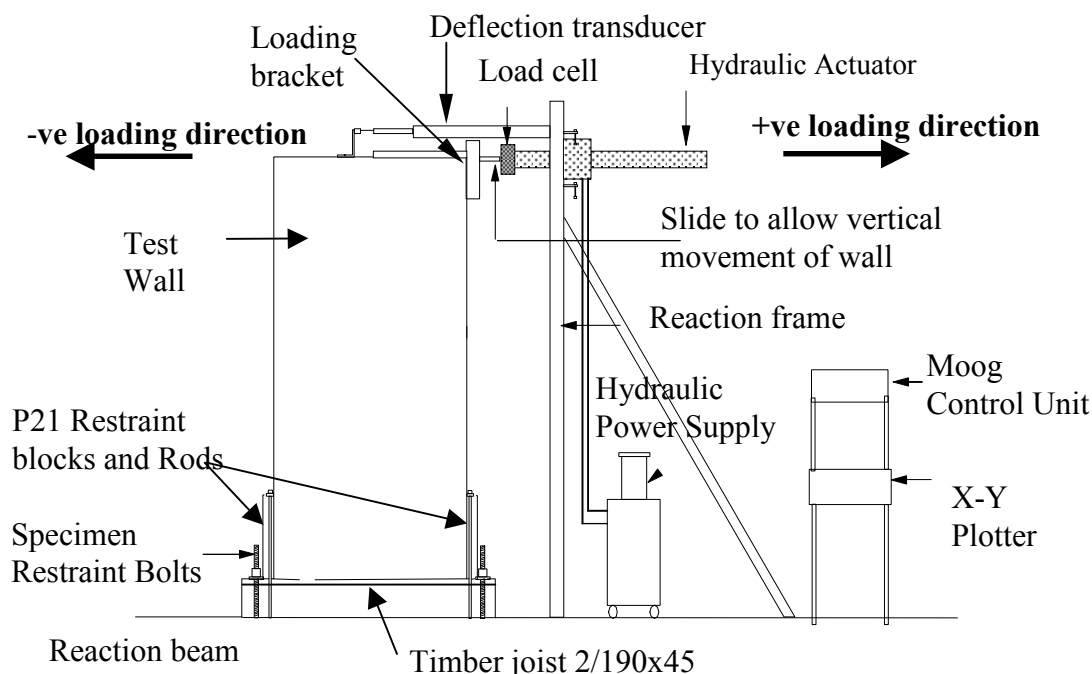 Deflection transducer
Loading
bracket
Load cell
Hydraulic Actuator
-ve loading direction
+ve loading direction
Test
Wall
Slide to allow vertical
movement of wall
Reaction frame
Moog
Control Unit
Hydraulic
Power Supply
P21 Restraint
blocks and Rods
X-Y
Plotter
Specimen
Restraint Bolts
Reaction beam
Timber joist 2/190x45